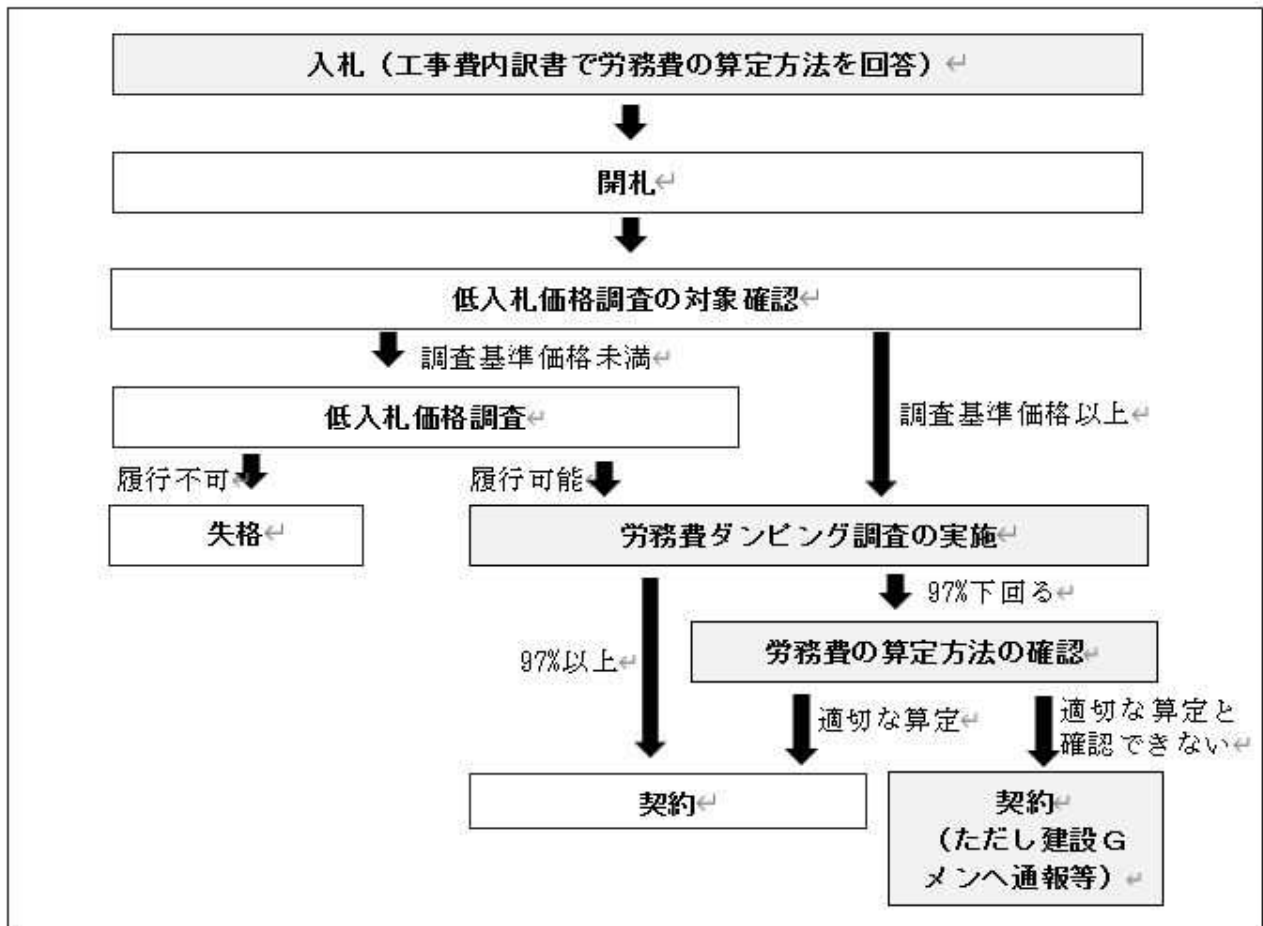 入札（工事費内訳書で労務費の算定方法を回答）↵
開札↵
低入札価格調査の対象確認↵
調査基準価格未満↵
低入札価格調査↵
調査基準価格以上↵
履行不可↵
履行可能↵
失格↵
労務費ダンピング調査の実施↵
97%下回る↵
労務費の算定方法の確認↵
97%以上↵
適切な算定↵
適切な算定と
確認できない↵
契約↵
契約↵
（ただし建設G
メンへ通報等）↵